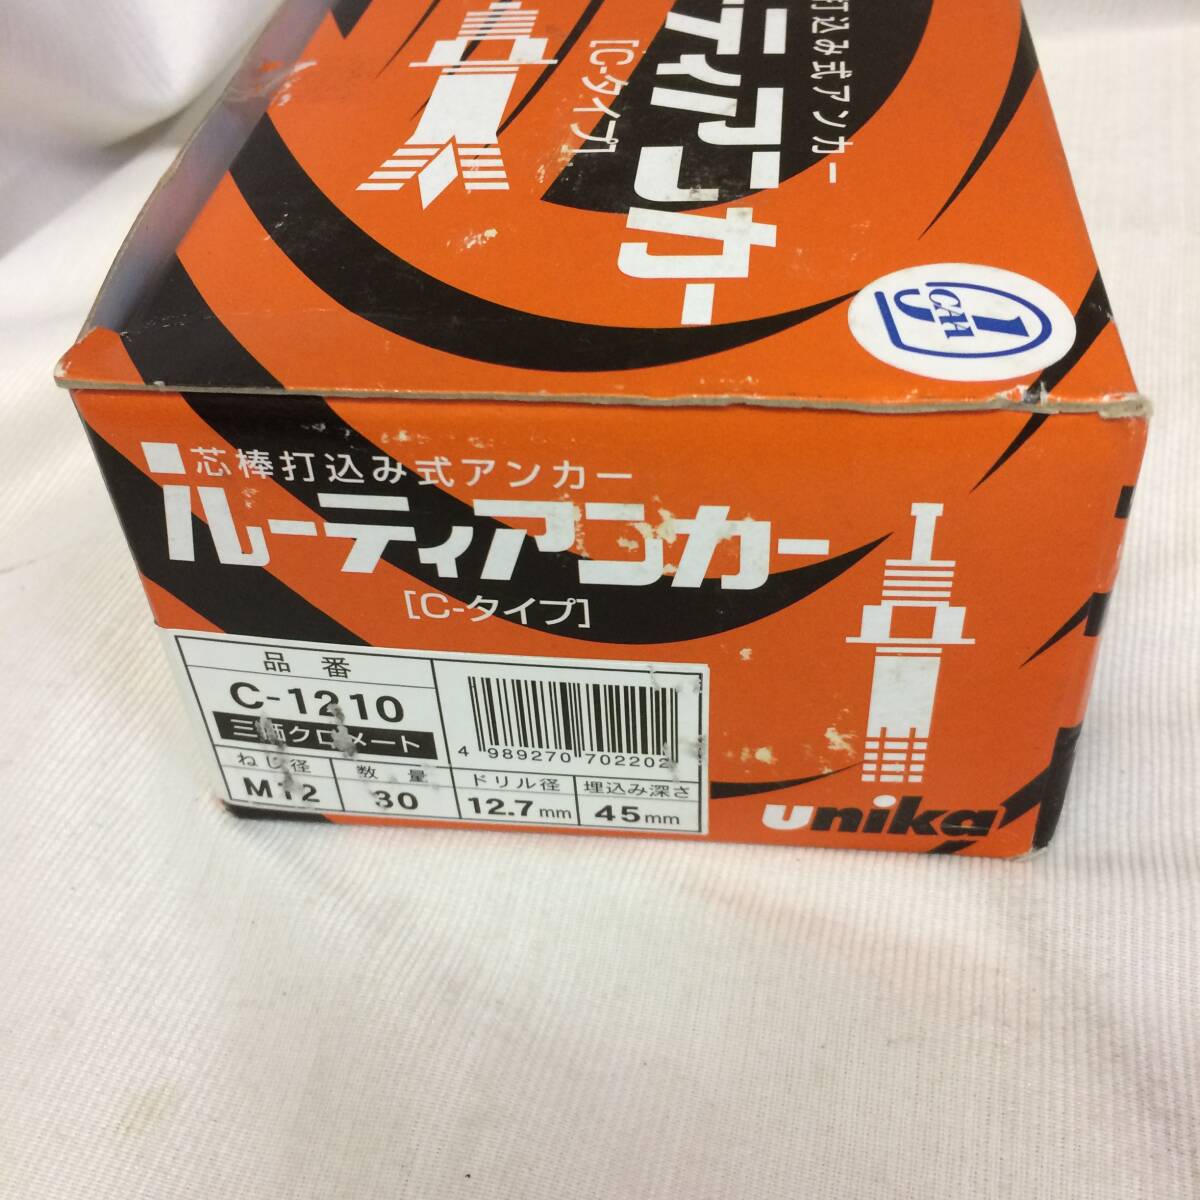 打込み式アンカー
ティアンカー
[C-タイプ]
J
CAA
芯棒打込み式アンカー
ルーティアンカー
[C-タイプ]
品番
C-1210
三価クロメート
4 989270 702202
ねじ径
数量
ドリル径
埋込み深さ
M12
30
12.7mm
45mm
unika